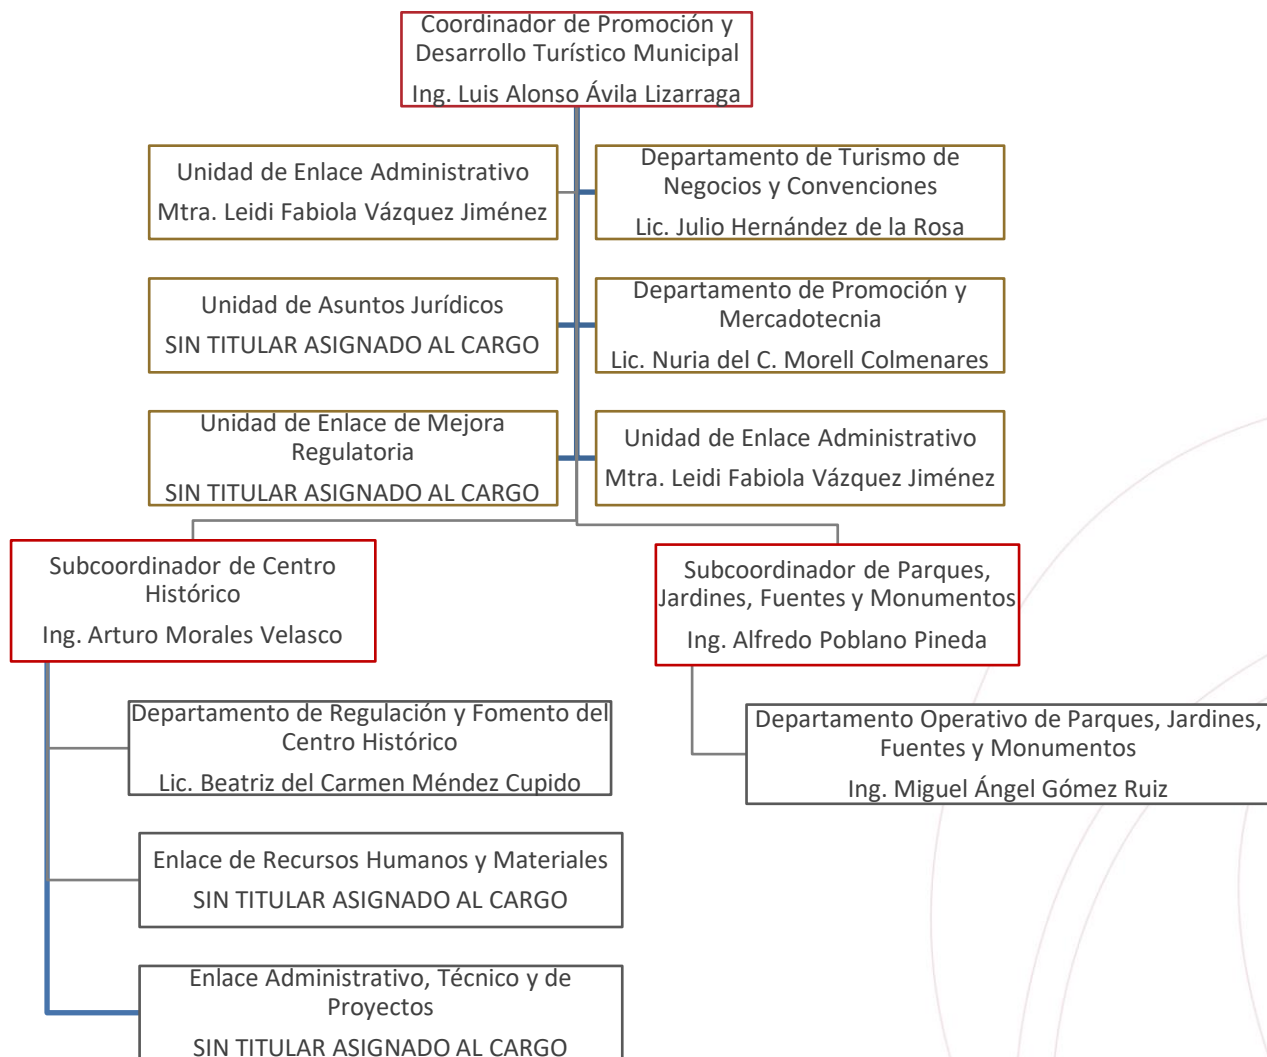 Coordinador de Promoción y
Desarrollo Turístico Municipal
Ing. Luis Alonso Ávila Lizarraga
Unidad de Enlace Administrativo
Mtra. Leidi Fabiola Vázquez Jiménez
Departamento de Turismo de
Negocios y Convenciones
Lic. Julio Hernández de la Rosa
Unidad de Asuntos Jurídicos
SIN TITULAR ASIGNADO AL CARGO
Departamento de Promoción y
Mercadotecnia
Lic. Nuria del C. Morell Colmenares
Unidad de Enlace de Mejora
Regulatoria
SIN TITULAR ASIGNADO AL CARGO
Unidad de Enlace Administrativo
Mtra. Leidi Fabiola Vázquez Jiménez
Subcoordinador de Centro
Histórico
Ing. Arturo Morales Velasco
Subcoordinador de Parques,
Jardines, Fuentes y Monumentos
Ing. Alfredo Poblano Pineda
Departamento de Regulación y Fomento del
Centro Histórico
Lic. Beatriz del Carmen Méndez Cupido
Departamento Operativo de Parques, Jardines,
Fuentes y Monumentos
Ing. Miguel Ángel Gómez Ruiz
Enlace de Recursos Humanos y Materiales
SIN TITULAR ASIGNADO AL CARGO
Enlace Administrativo, Técnico y de
Proyectos
SIN TITULAR ASIGNADO AL CARGO